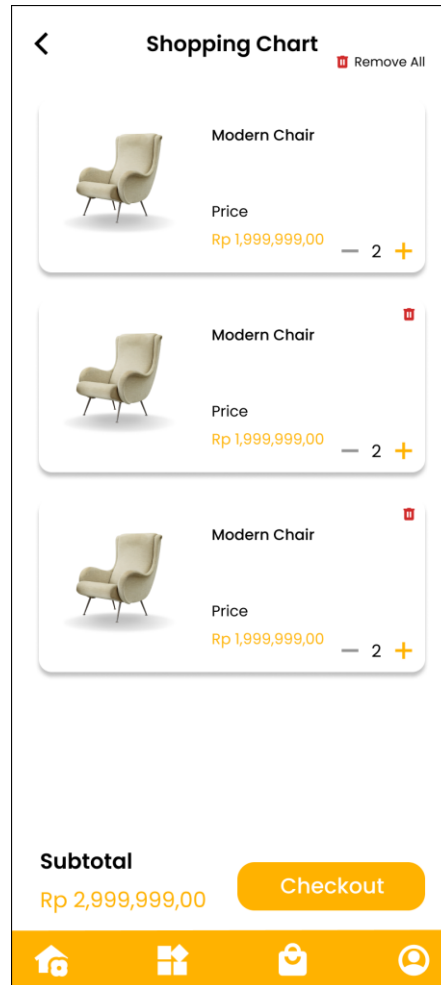 Shopping Chart
Remove All
Modern Chair
Price
Rp 1,999,999,00
2
Modern Chair
Price
Rp 1,999,999,00
2
Modern Chair
Price
Rp 1,999,999,00
2
Subtotal
Rp 2,999,999,00
Checkout